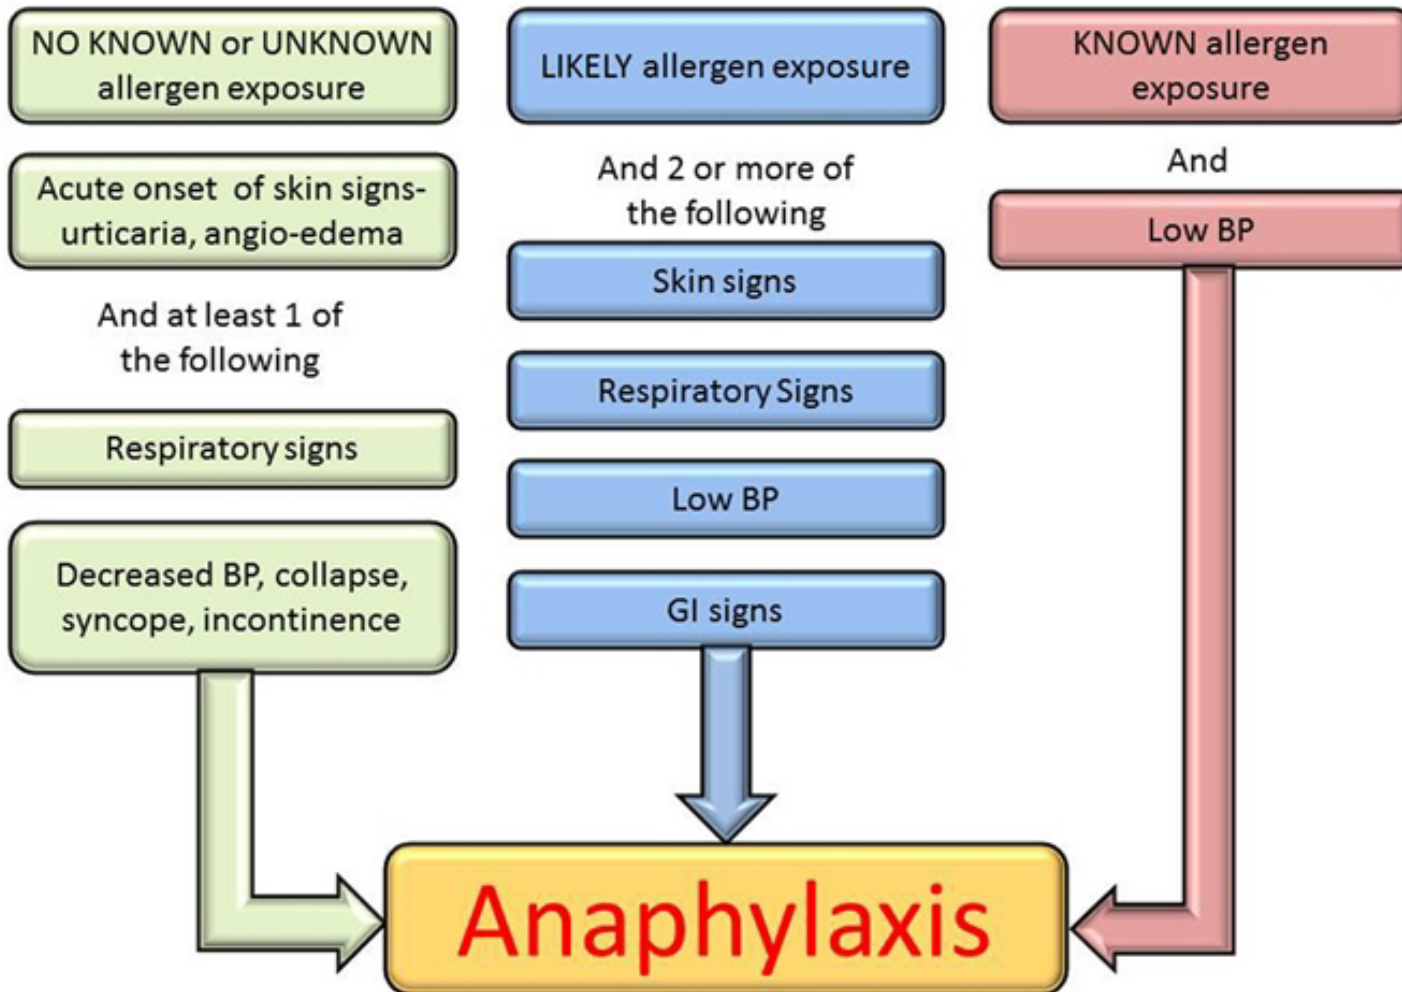 NO KNOWN or UNKNOWN
allergen exposure
Acute onset of skin signs-
urticaria, angio-edema
And at least 1 of
the following
Respiratory signs
Decreased BP, collapse,
syncope, incontinence
LIKELY allergen exposure
And 2 or more of
the following
Skin signs
Respiratory Signs
Low BP
GI signs
KNOWN allergen
exposure
And
Low BP
Anaphylaxis